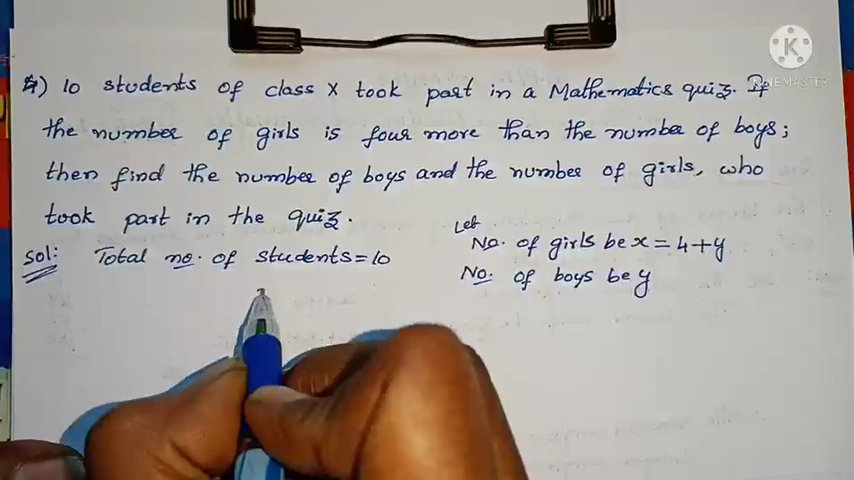 Q) 10 students of class X took part in a Mathematics quiz. If
the number of girls is four more than the number of boys;
then find the number of boys and the number of girls, who
took part in the quiz.
Sol: Total no. of students = 10
Let
No. of girls be x = 4+y
No. of boys be y
K
KINEMASTER